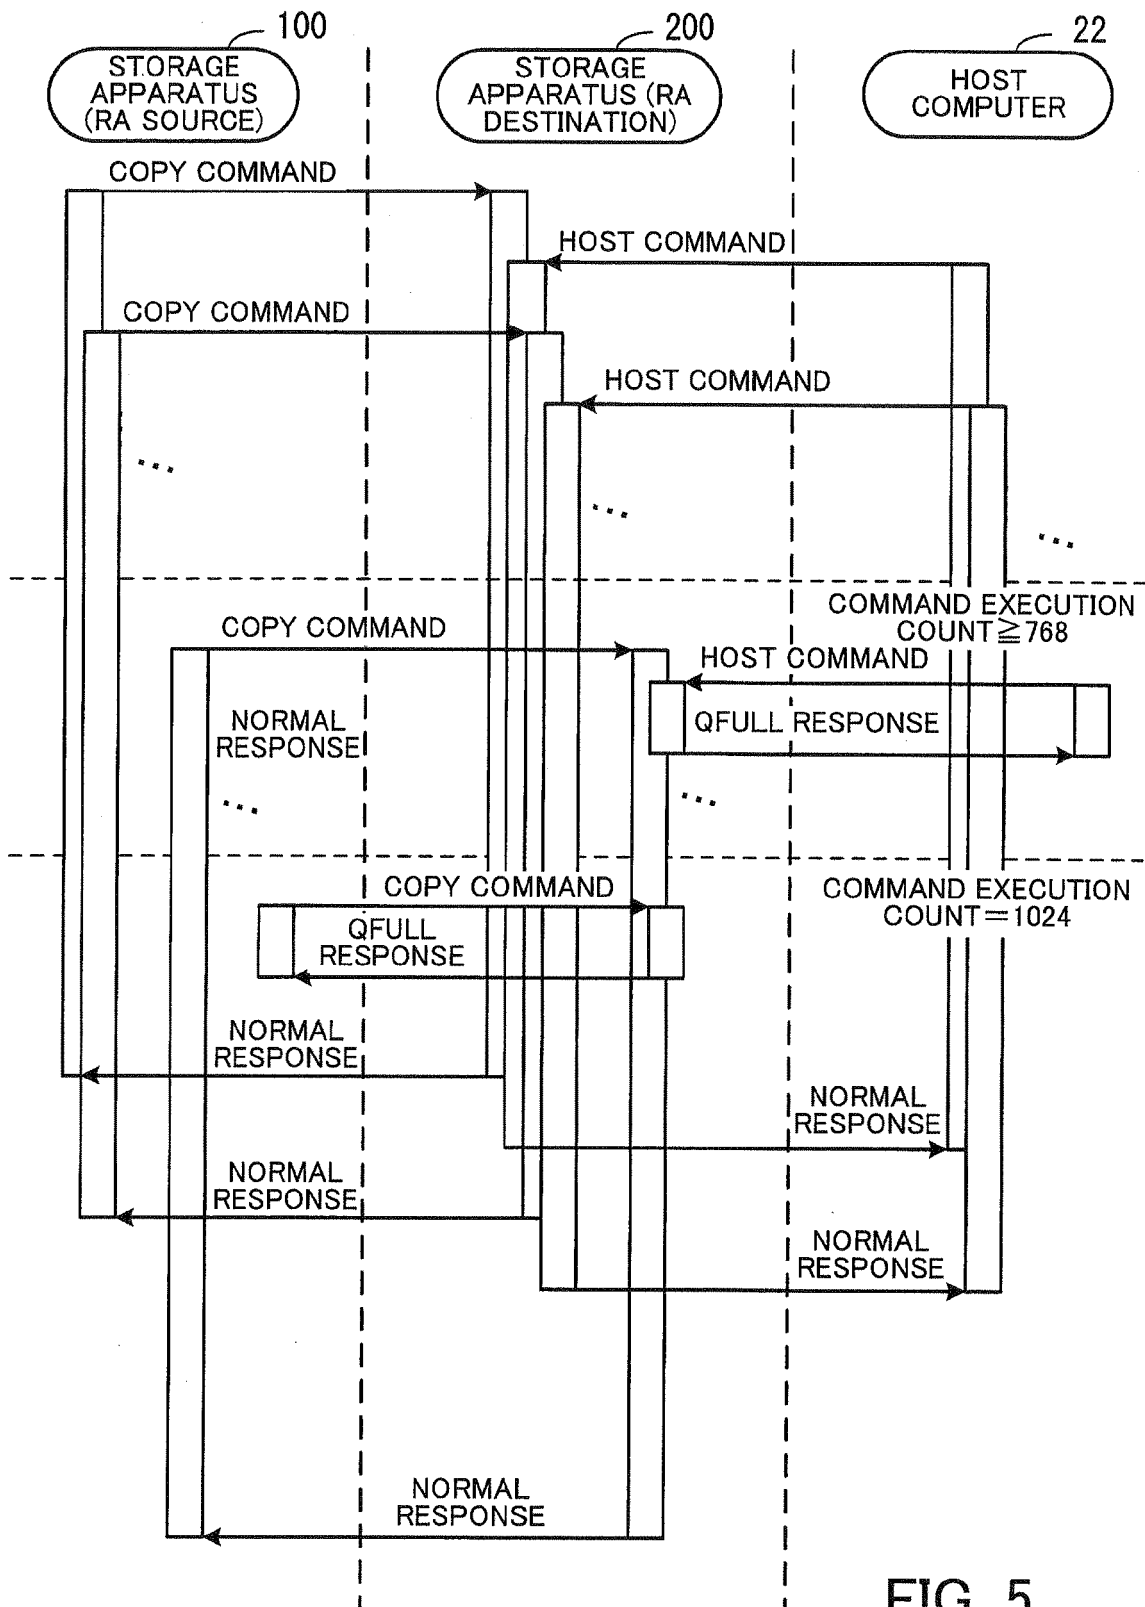 100
200
22
STORAGE
APPARATUS
(RA SOURCE)
STORAGE
APPARATUS (RA
DESTINATION)
HOST
COMPUTER
COPY COMMAND
HOST COMMAND
COPY COMMAND
HOST COMMAND
...
...
...
COMMAND EXECUTION
COUNT≧768
COPY COMMAND
HOST COMMAND
NORMAL
RESPONSE
QFULL RESPONSE
...
...
COPY COMMAND
COMMAND EXECUTION
COUNT=1024
QFULL
RESPONSE
NORMAL
RESPONSE
NORMAL
RESPONSE
NORMAL
RESPONSE
NORMAL
RESPONSE
NORMAL
RESPONSE
FIG. 5